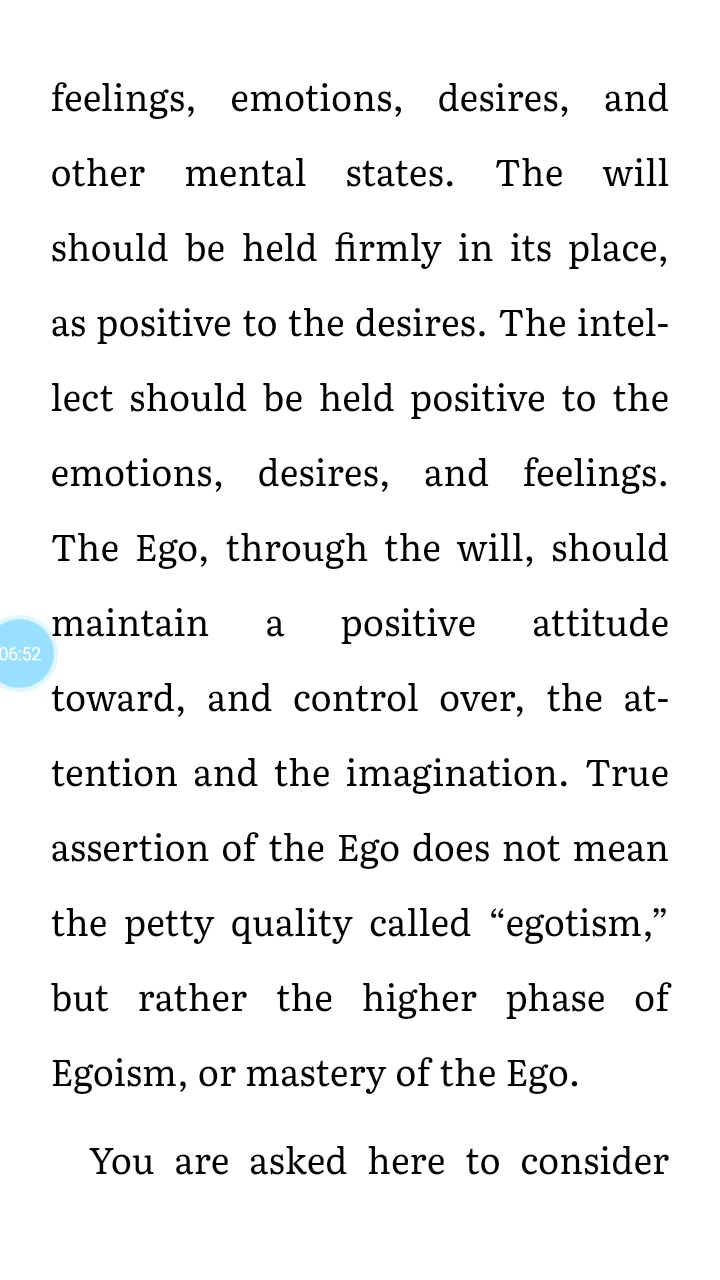 feelings, emotions, desires, and
other mental states. The will
should be held firmly in its place,
as positive to the desires. The intel-
lect should be held positive to the
emotions, desires, and feelings.
The Ego, through the will, should
maintain a positive attitude
06:52
toward, and control over, the at-
tention and the imagination. True
assertion of the Ego does not mean
the petty quality called “egotism,”
but rather the higher phase of
Egoism, or mastery of the Ego.
You are asked here to consider